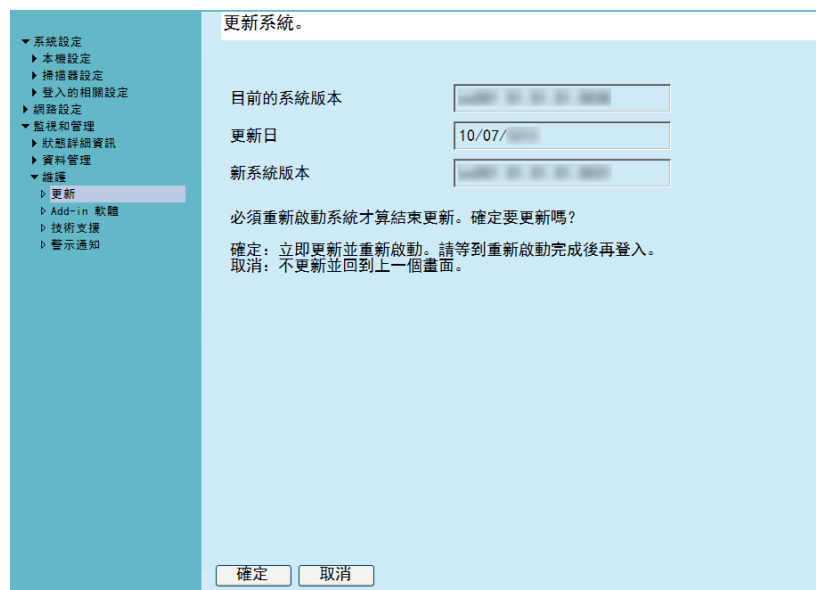 ▼系統設定
▶本機設定
▶掃描器設定
▶登入的相關設定
▶網路設定
▼監視和管理
▶狀態詳細資訊
▶資料管理
▼維護
▷更新
▷Add-in 軟體
▷技術支援
▷警示通知
更新系統。
目前的系統版本
更新日 10/07/
新系統版本
必須重新啟動系統才算結束更新。確定要更新嗎?
確定: 立即更新並重新啟動。請等到重新啟動完成後再登入。
取消: 不更新並回到上一個畫面。
確定 取消